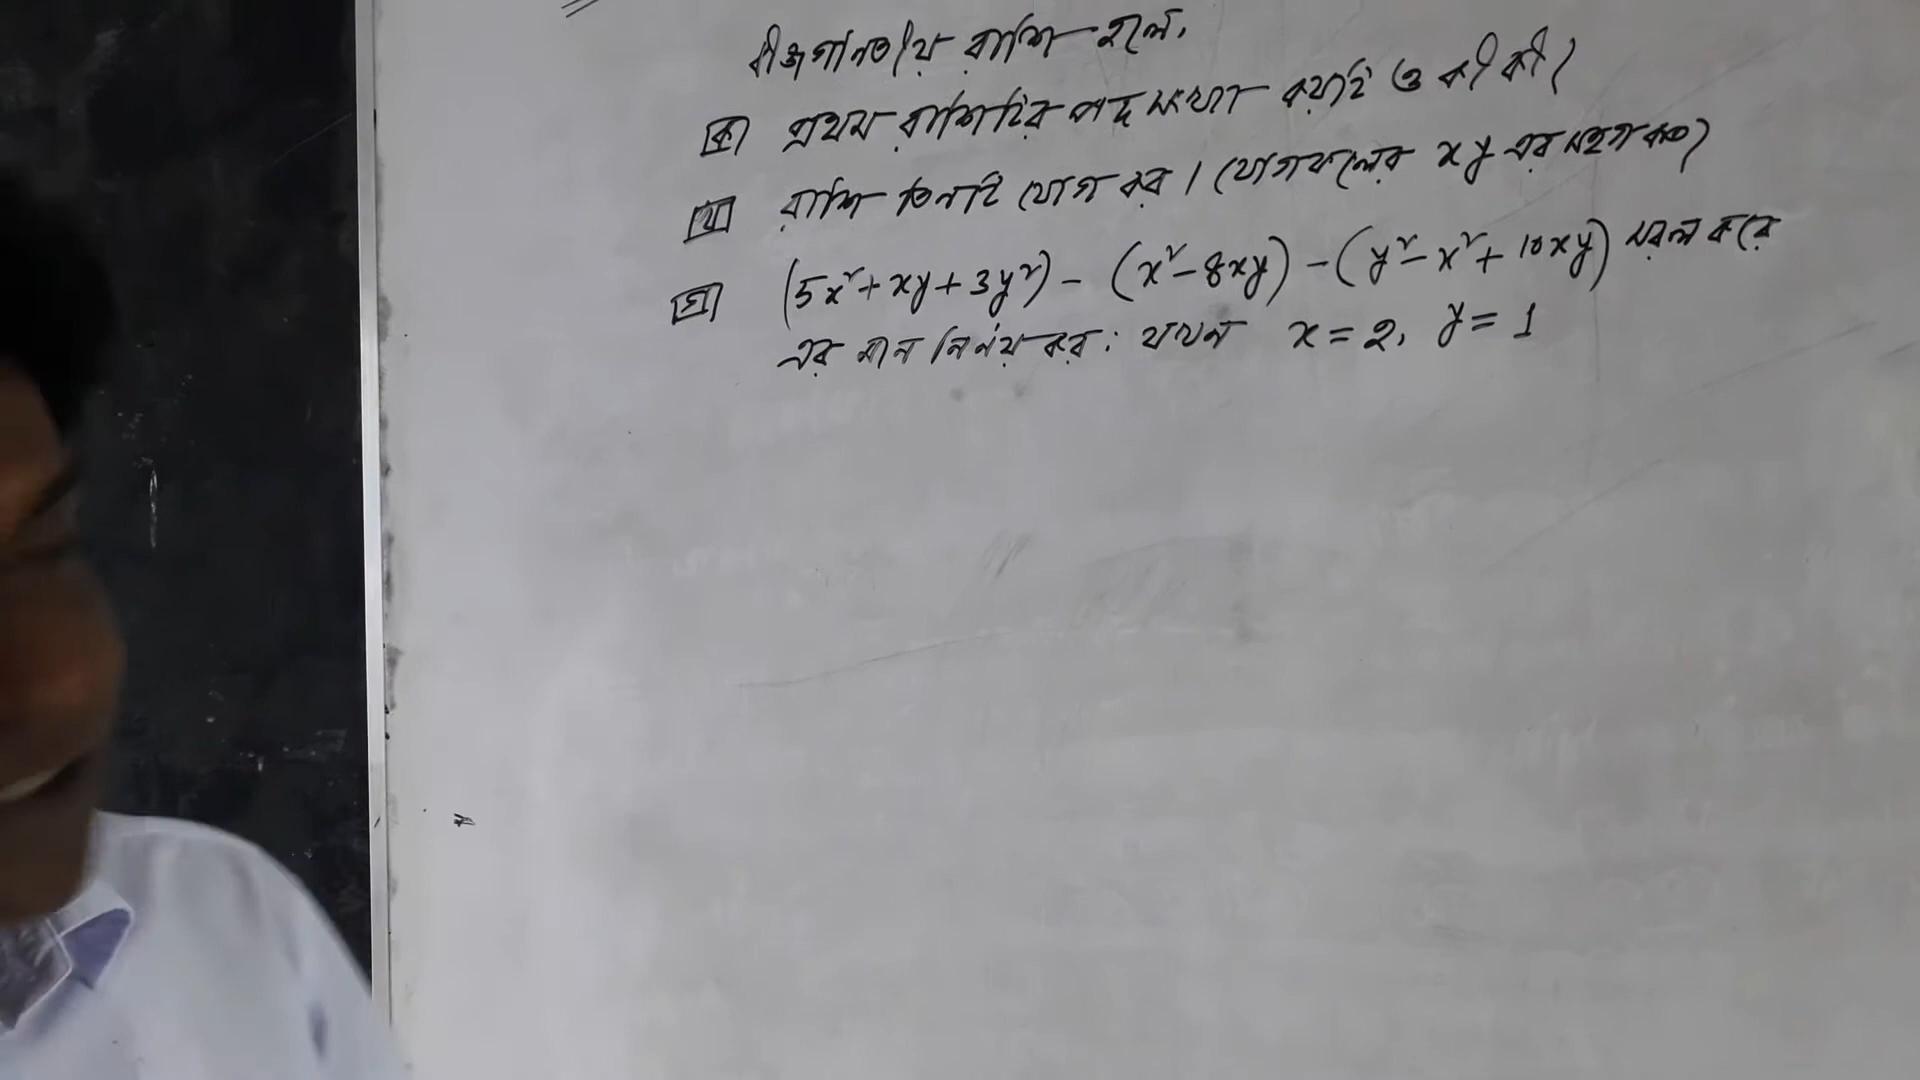 বীজগাণিতীয় রাশি হলে,
ক প্রথম রাশিটির পদ সংখ্যা কয়টি ও কী কী?
খ রাশি তিনটি যোগ কর। যোগফলের xy এর সহগ কত?
গ (5x²+xy+3y²) - (x²-8xy) - (y²-x²+10xy) সরল করে
এর মান নির্ণয় কর: যখন x=2, y=1